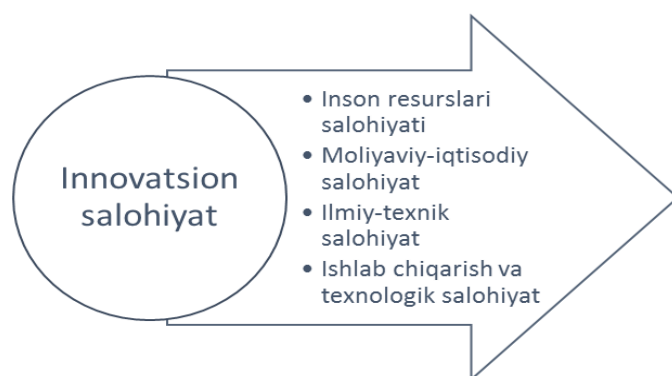 Innovatsion
salohiyat
• Inson resurslari
salohiyati
• Moliyaviy-iqtisodiy
salohiyat
• Ilmiy-texnik
salohiyat
• Ishlab chiqarish va
texnologik salohiyat